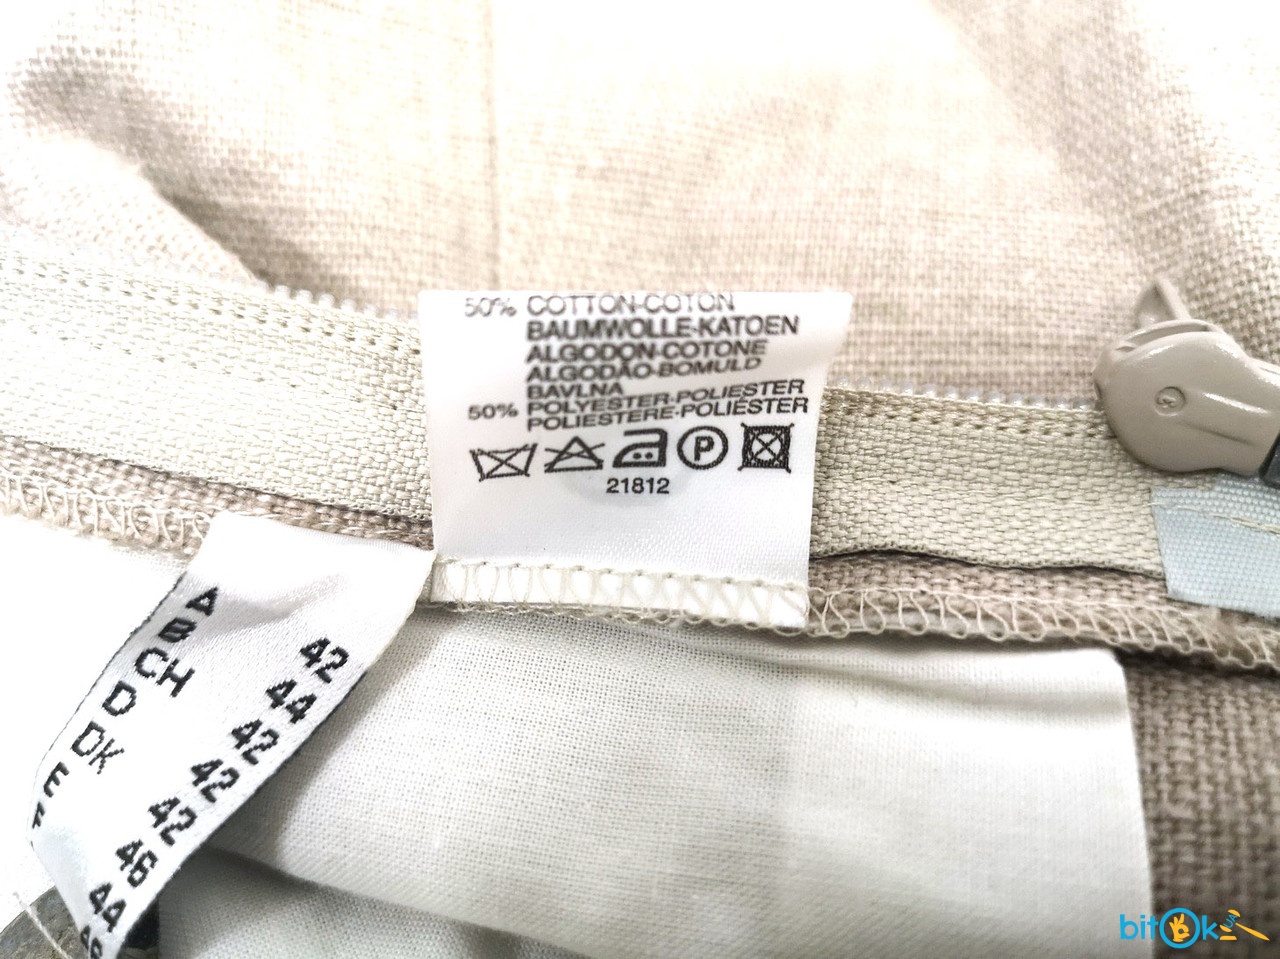 50% COTTON-COTON
BAUMWOLLE-KATOEN
ALGODON-COTONE
ALGODÃO-BOMULD
BAVLNA
50% POLYESTER-POLIESTER
POLIESTERE-POLIÉSTER
P
21812
A 42
B 44
CH 42
D 42
DK 42
E 46
F 44
bitOk UA